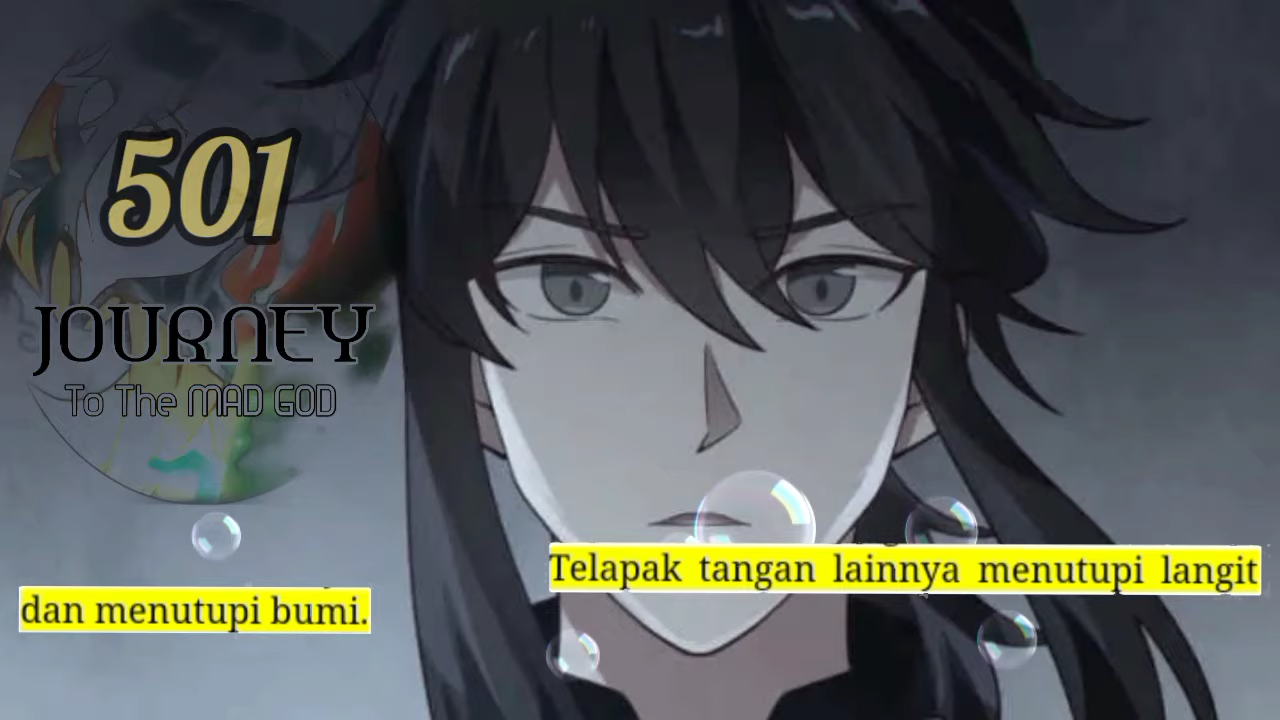 501
JOURNEY
To The MAD GOD
Telapak tangan lainnya menutupi langit
dan menutupi bumi.